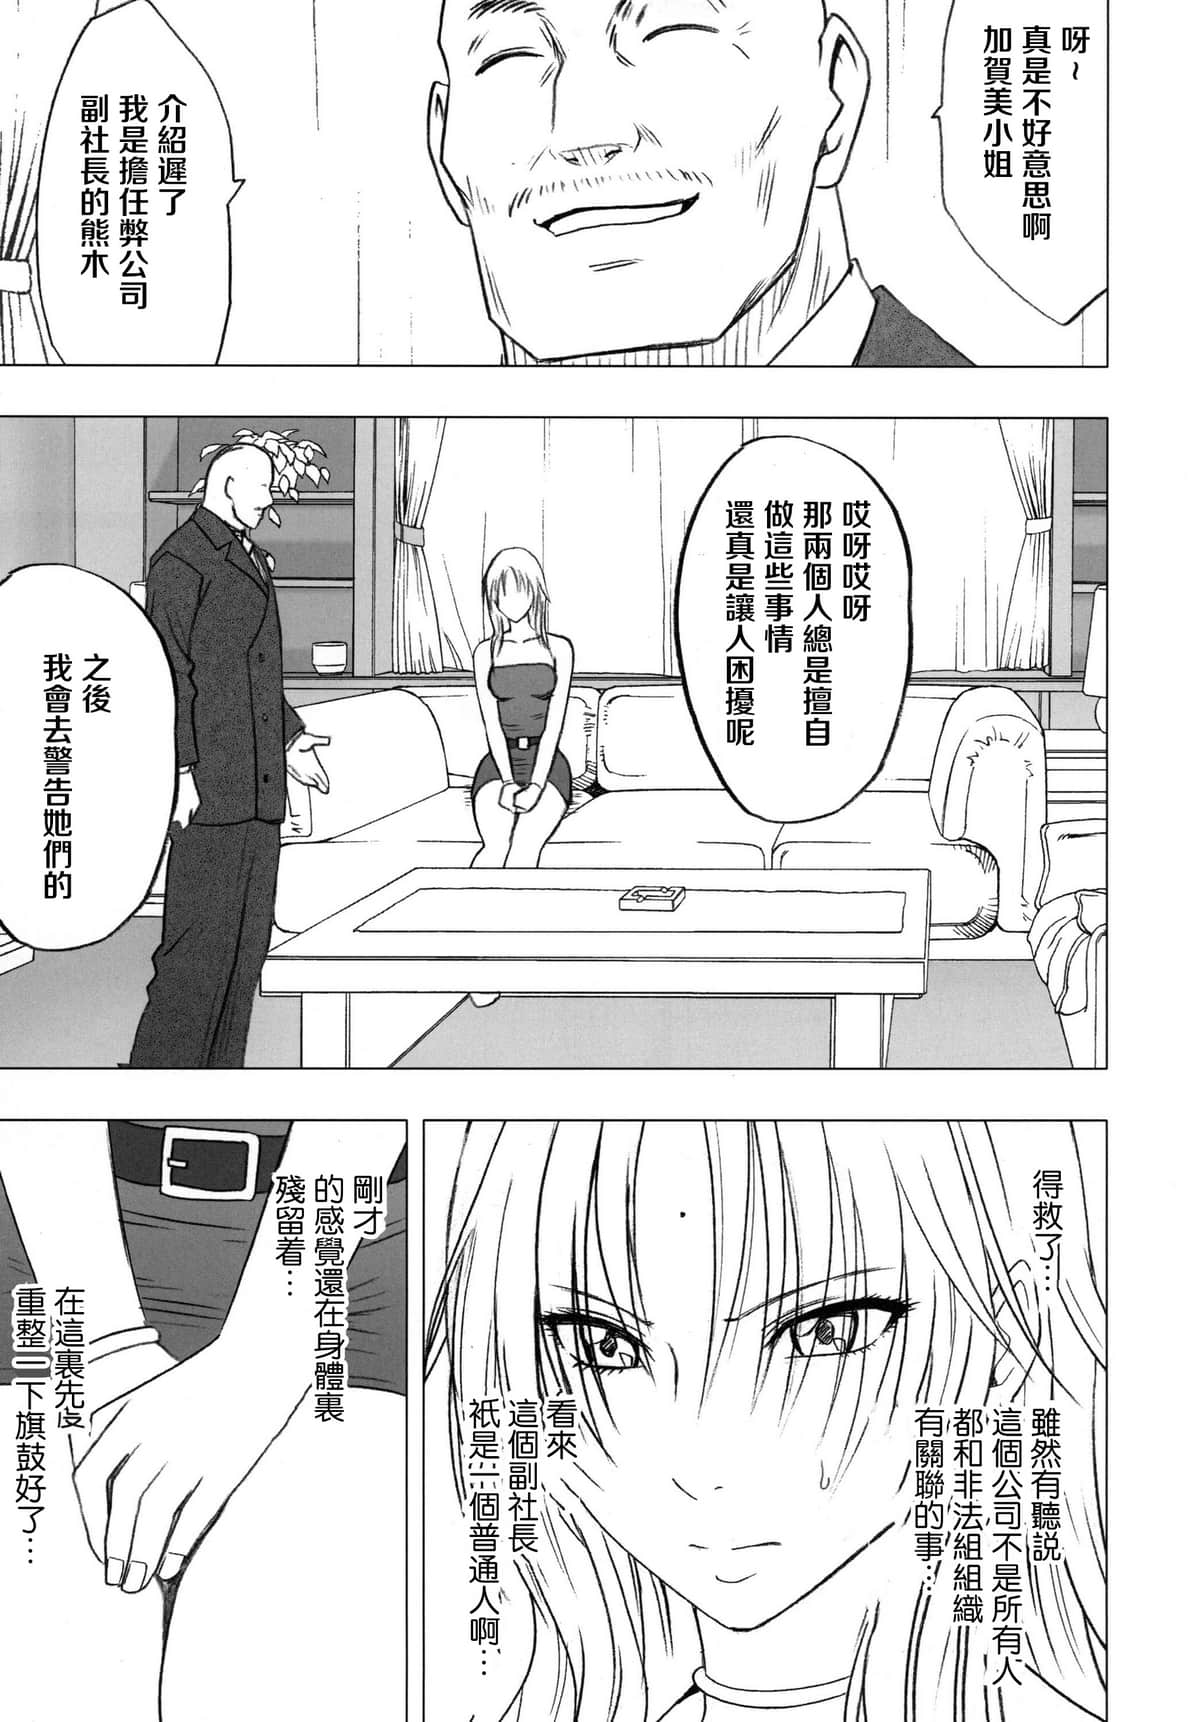 呀~
真是不好意思啊
加賀美小姐
介紹遲了
我是擔任弊公司
副社長的熊木
哎呀哎呀
那兩個人總是擅自
做這些事情
還真是讓人困擾呢
之後
我會去警告她們的
得救了…
雖然有聽説
這個公司不是所有人
都和非法組組織
有關聯的事…
看來
這個副社長
衹是一個普通人啊…
剛才
的感覺還在身體裏
殘留着…
在這裏先
重整一下旗鼓好了…